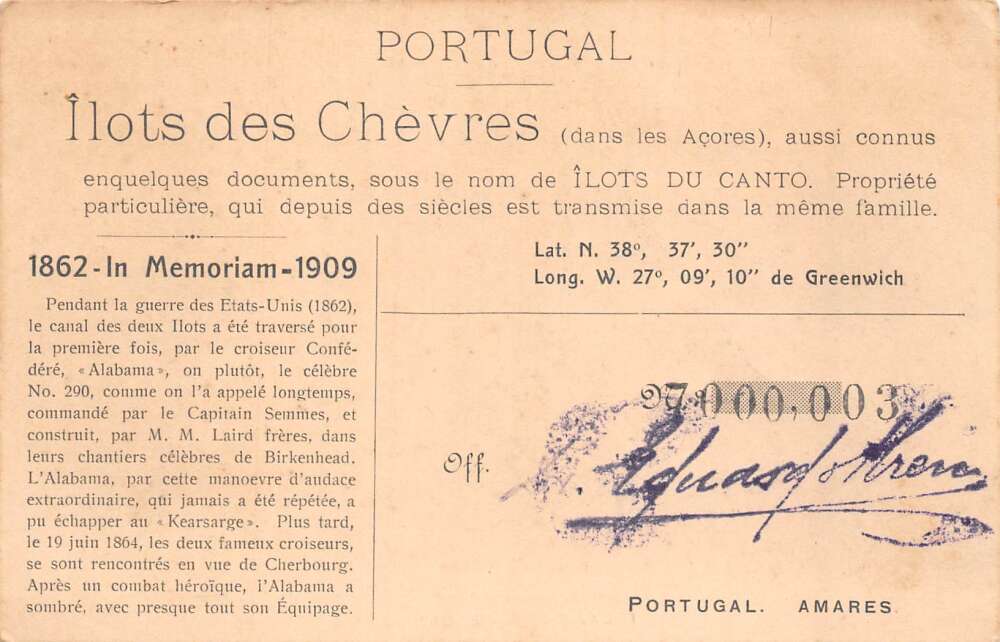 PORTUGAL
Îlots des Chèvres (dans les Açores), aussi connus
enquelques documents, sous le nom de ÎLOTS DU CANTO. Propriété
particulière, qui depuis des siècles est transmise dans la même famille.
1862-In Memoriam-1909
Pendant la guerre des Etats-Unis (1862),
le canal des deux Ilots a été traversé pour
la première fois, par le croiseur Confé-
déré, «Alabama», on plutôt, le célèbre
No. 290, comme on l'a appelé longtemps,
commandé par le Capitain Semmes, et
construit, par M. M. Laird frères, dans
leurs chantiers célèbres de Birkenhead.
L'Alabama, par cette manoevre d'audace
extraordinaire, qui jamais a été répétée, a
pu échapper au «Kearsarge». Plus tard,
le 19 juin 1864, les deux fameux croiseurs,
se sont rencontrés en vue de Cherbourg.
Après un combat héroïque, l'Alabama a
sombré, avec presque tout son Équipage.
Lat. N. 38º, 37', 30"
Long. W. 27º, 09', 10" de Greenwich
000,003
Off.
PORTUGAL. AMARES